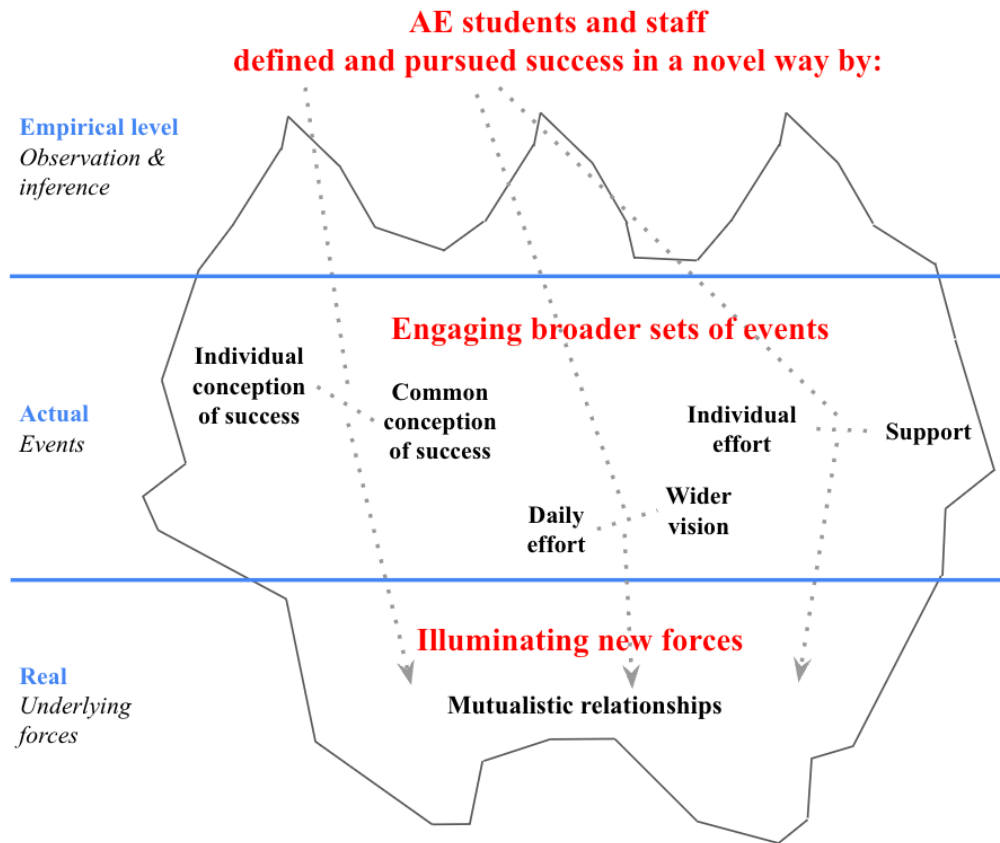 AE students and staff
defined and pursued success in a novel way by:
Empirical level
Observation &
inference
Engaging broader sets of events
Individual
conception
of success
Common
conception
of success
Actual
Events
Individual
effort
Support
Daily
effort
Wider
vision
Illuminating new forces
Real
Underlying
forces
Mutualistic relationships